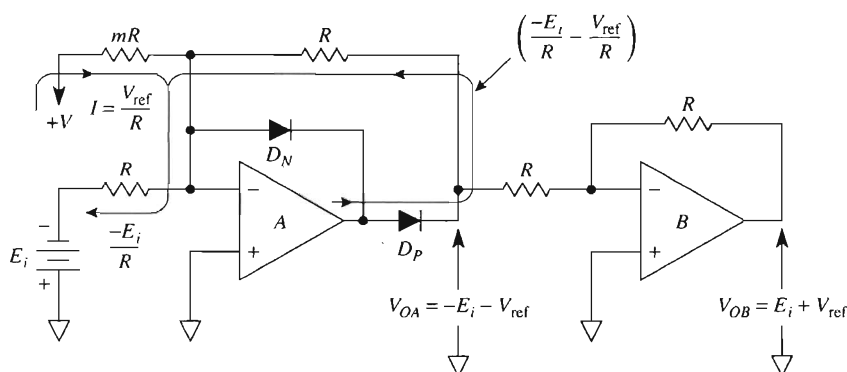 mR
R
(-E_i/R - V_ref/R)
+V
I = V_ref/R
D_N
R
R
R
−
A
+
−
B
+
-E_i/R
D_P
−
E_i
+
V_OA = -E_i - V_ref
V_OB = E_i + V_ref